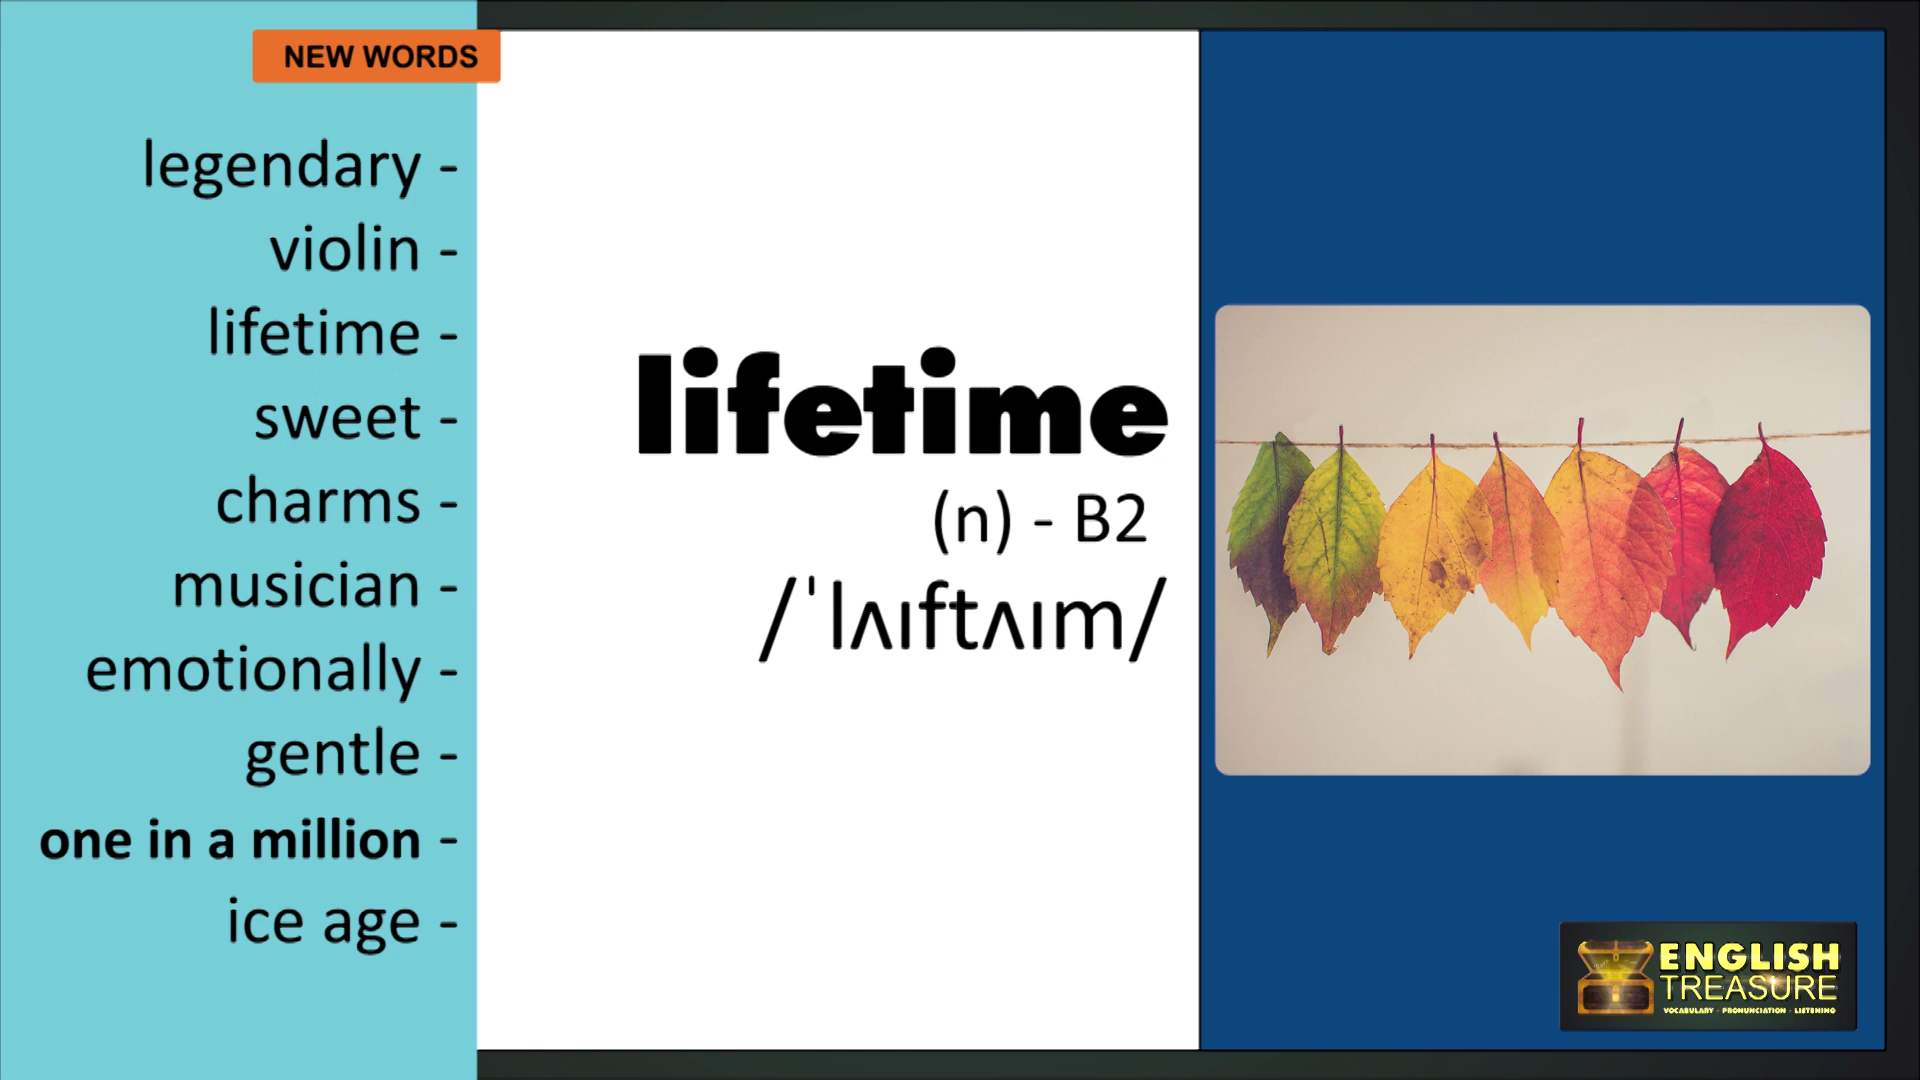 NEW WORDS
legendary -
violin -
lifetime -
sweet -
charms -
musician -
emotionally -
gentle -
one in a million -
ice age -
lifetime
(n) - B2
/ˈlʌɪftʌɪm/
ENGLISH
TREASURE
VOCABULARY - PRONUNCIATION - LISTENING